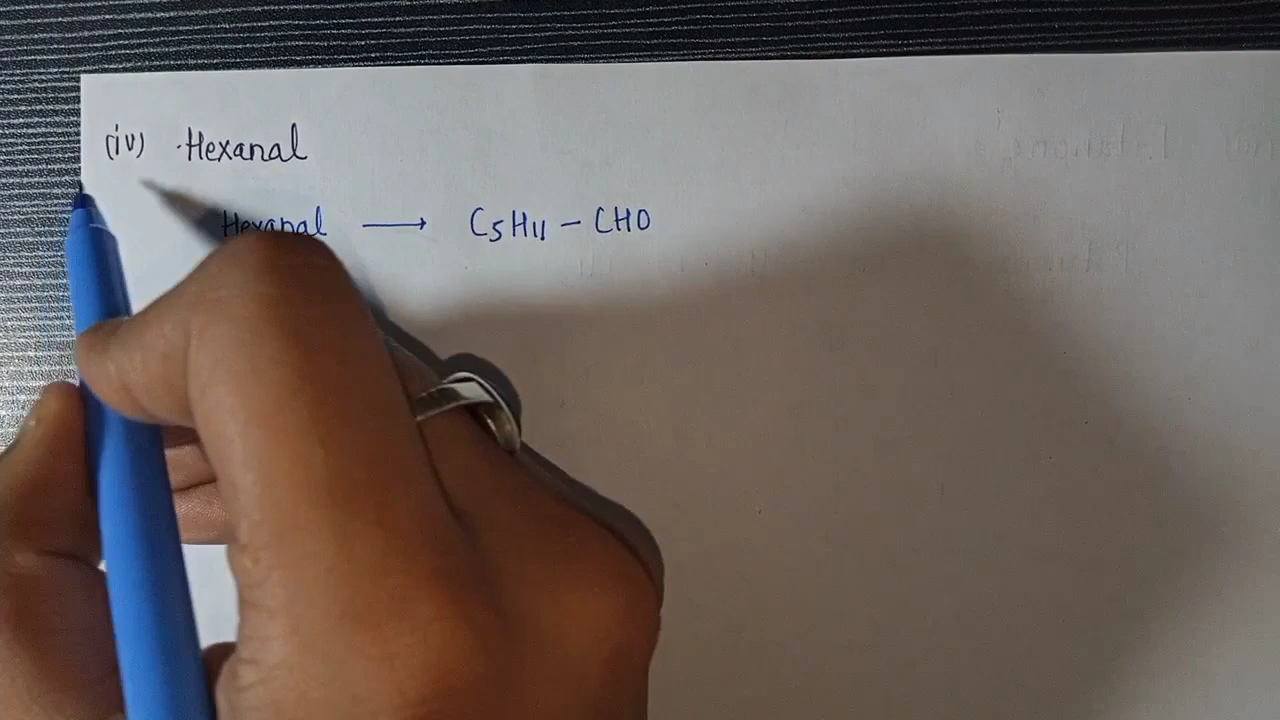 (iv) Hexanal
Hexanal → C5H11 - CHO